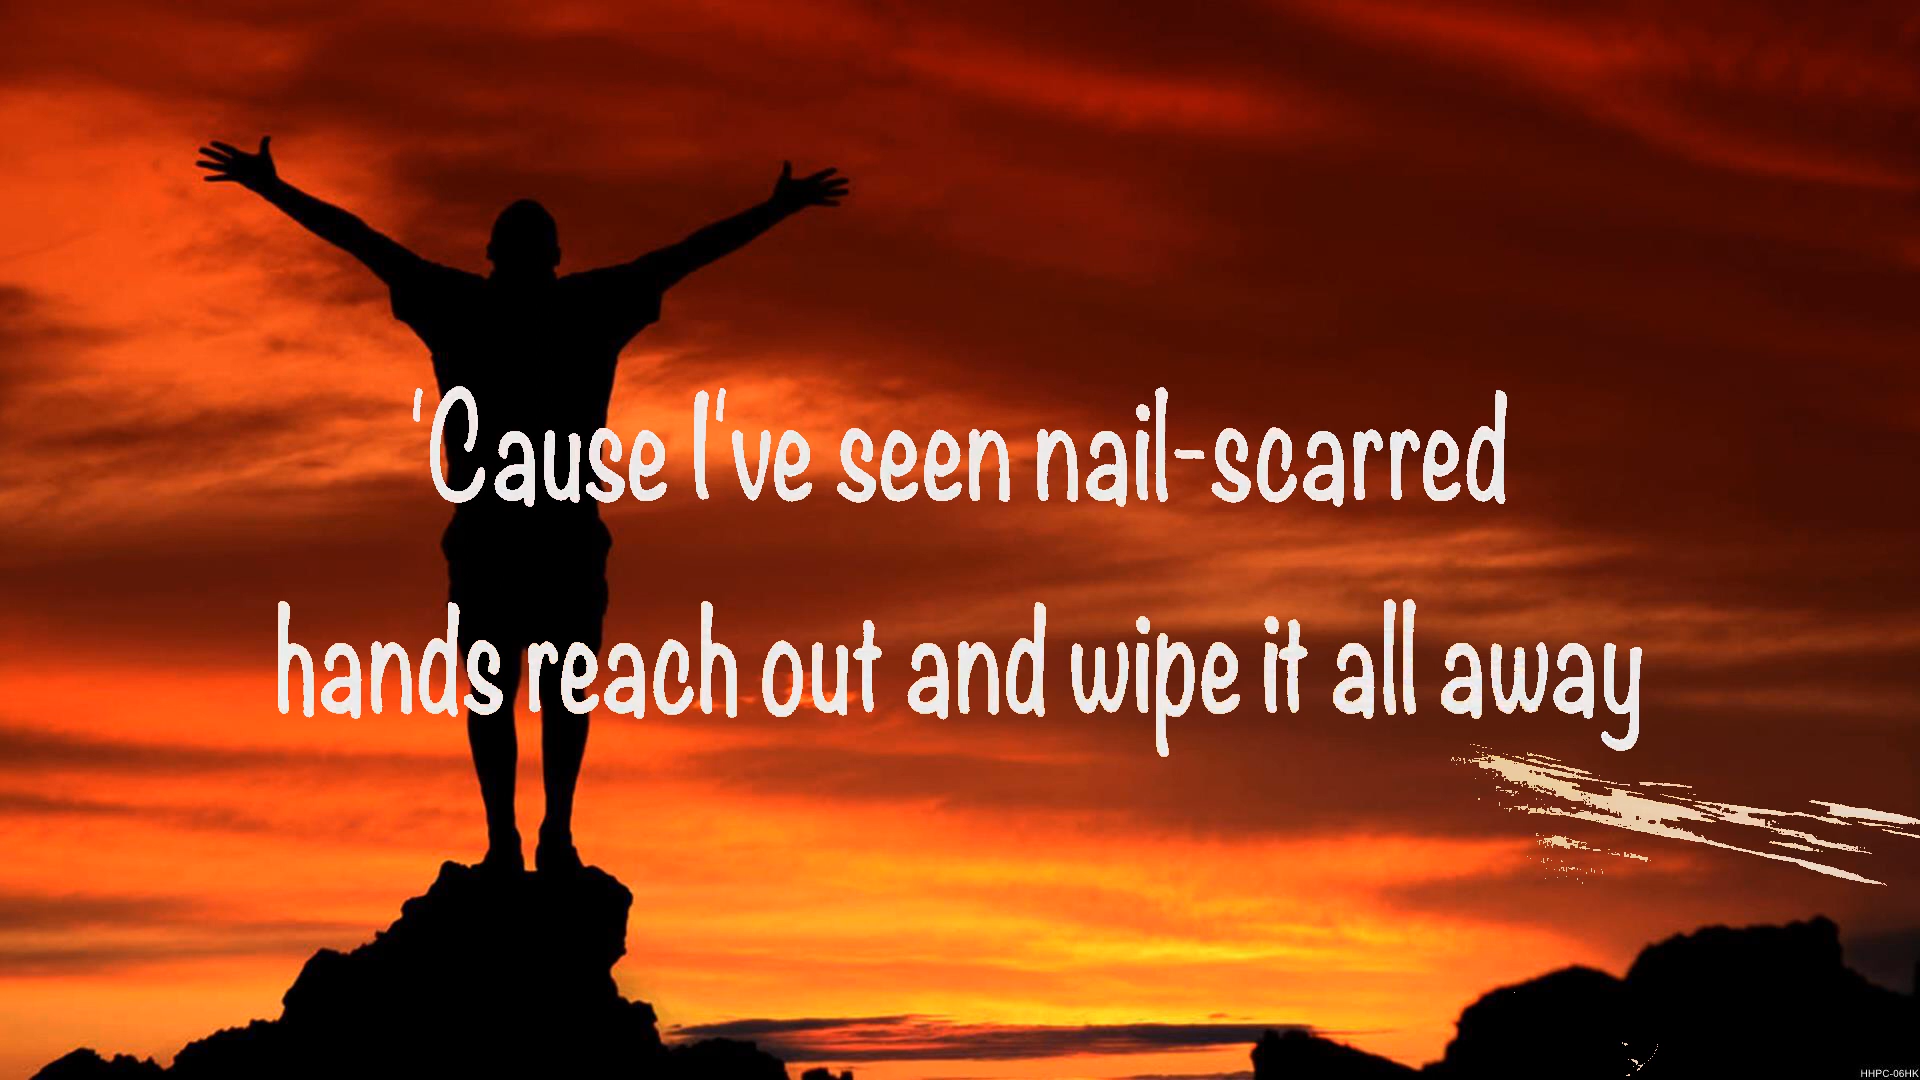 'Cause I've seen nail-scarred
hands reach out and wipe it all away
HHPC-06HK